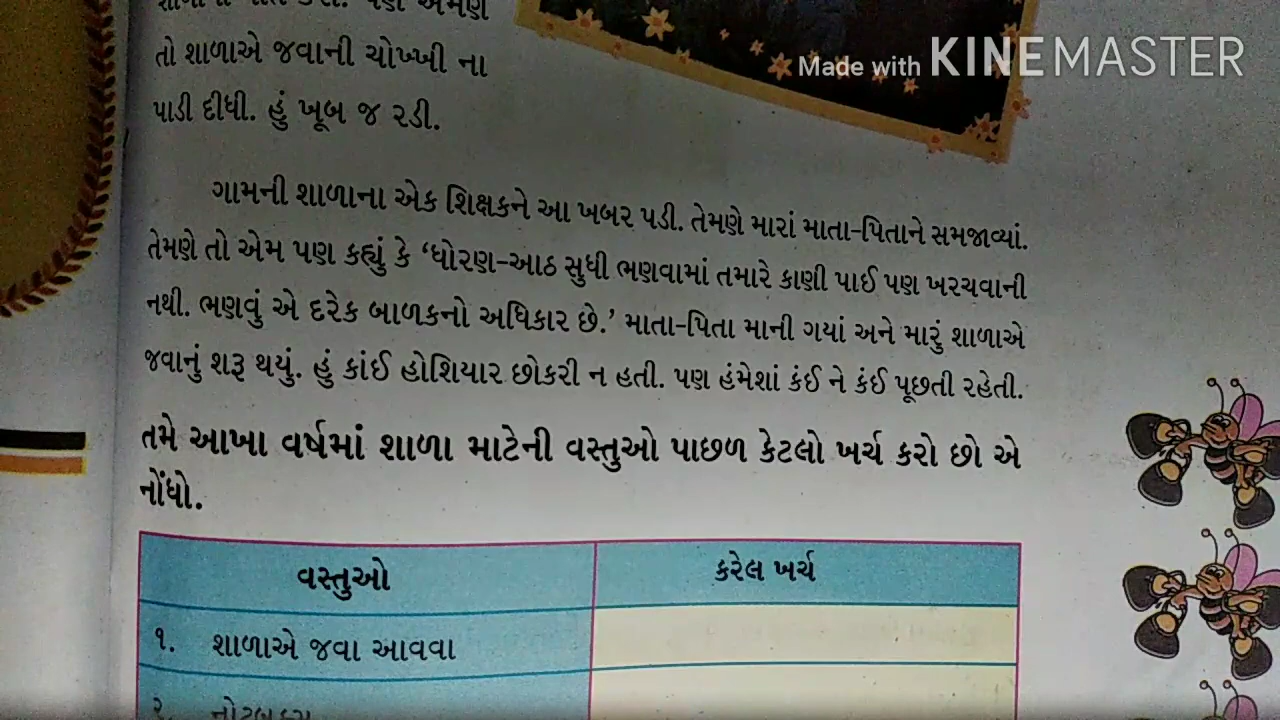 તો શાળાએ જવાની ચોખ્ખી ના
પાડી દીધી. હું ખૂબ જ રડી.
Made with KINEMASTER
ગામની શાળાના એક શિક્ષકને આ ખબર પડી. તેમણે મારાં માતા-પિતાને સમજાવ્યાં.
તેમણે તો એમ પણ કહ્યું કે ‘ધોરણ-આઠ સુધી ભણવામાં તમારે કાણી પાઈ પણ ખરચવાની
નથી. ભણવું એ દરેક બાળકનો અધિકાર છે.’ માતા-પિતા માની ગયાં અને મારું શાળાએ
જવાનું શરૂ થયું. હું કાંઈ હોશિયાર છોકરી ન હતી. પણ હંમેશાં કંઈ ને કંઈ પૂછતી રહેતી.
તમે આખા વર્ષમાં શાળા માટેની વસ્તુઓ પાછળ કેટલો ખર્ચ કરો છો એ
નોંધો.
વસ્તુઓ કરેલ ખર્ચ
૧. શાળાએ જવા આવવા